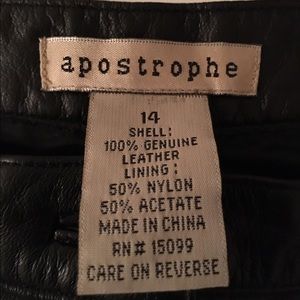 apostrophe
14
SHELL:
100% GENUINE
LEATHER
LINING:
50% NYLON
50% ACETATE
MADE IN CHINA
RN# 15099
CARE ON REVERSE